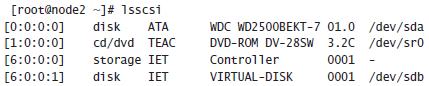 [root@node2 ~]# lsscsi
[0:0:0:0] disk ATA WDC WD2500BEKT-7 01.0 /dev/sda
[1:0:0:0] cd/dvd TEAC DVD-ROM DV-28SW 3.2C /dev/sr0
[6:0:0:0] storage IET Controller 0001 -
[6:0:0:1] disk IET VIRTUAL-DISK 0001 /dev/sdb